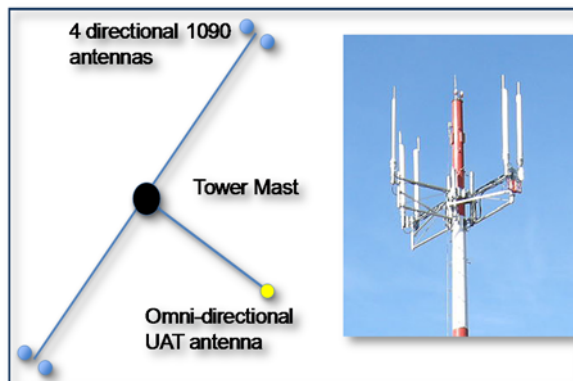 4 directional 1090
antennas
Tower Mast
Omni-directional
UAT antenna